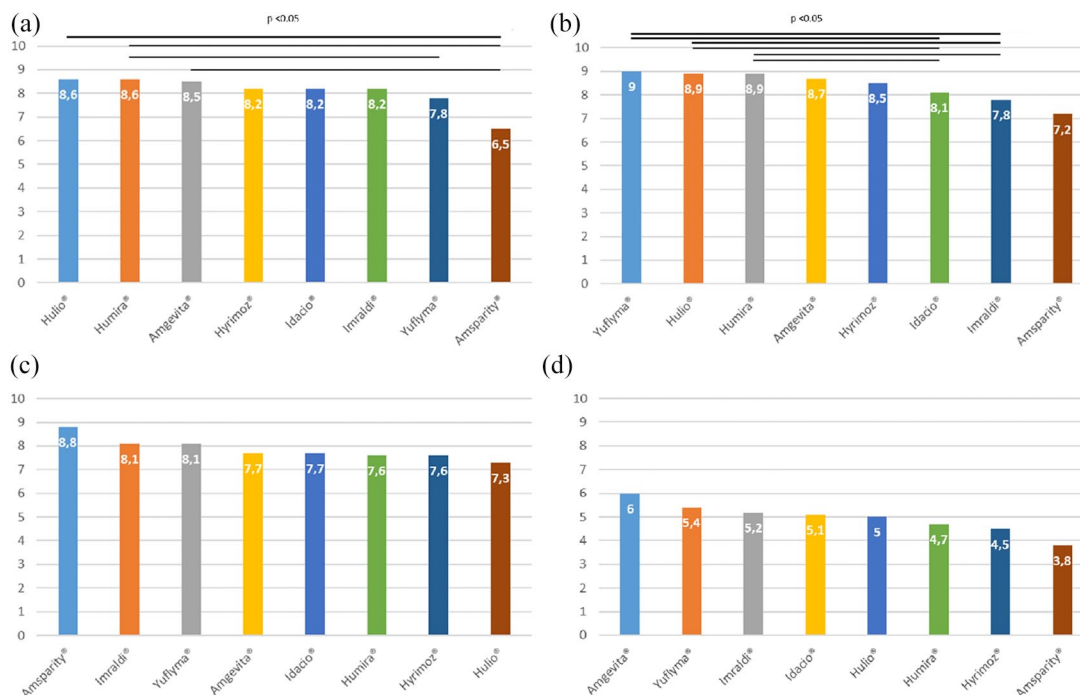 (a)
p <0.05
10
9
8
7
6
5
4
3
2
1
0
8,6
8,6
8,5
8,2
8,2
8,2
7,8
6,5
Hulio®
Humira®
Amgevita®
Hyrimoz®
Idacio®
Imraldi®
Yuflyma®
Amsparity®
(b)
p <0.05
10
9
8
7
6
5
4
3
2
1
0
9
8,9
8,9
8,7
8,5
8,1
7,8
7,2
Yuflyma®
Hulio®
Humira®
Amgevita®
Hyrimoz®
Idacio®
Imraldi®
Amsparity®
(c)
10
9
8
7
6
5
4
3
2
1
0
8,8
8,1
8,1
7,7
7,7
7,6
7,6
7,3
Amsparity®
Imraldi®
Yuflyma®
Amgevita®
Idacio®
Humira®
Hyrimoz®
Hulio®
(d)
10
9
8
7
6
5
4
3
2
1
0
6
5,4
5,2
5,1
5
4,7
4,5
3,8
Amgevita®
Yuflyma®
Imraldi®
Idacio®
Hulio®
Humira®
Hyrimoz®
Amsparity®